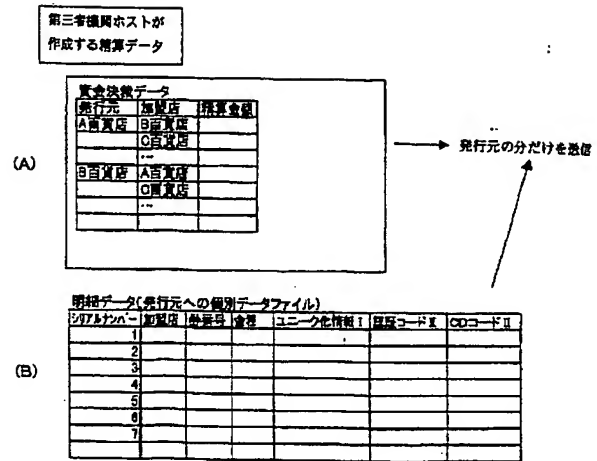 第三者機関ホストが
作成する精算データ
資金決裁データ
発行元 加盟店 精算金額
A百貨店 B百貨店
C百貨店
...
B百貨店 A百貨店
C百貨店
...
(A)
発行元の分だけを送信
明細データ(発行元への個別データファイル)
シリアルナンバー 加盟店 券番号 金種 ユニーク化情報Ⅰ 履歴コードⅡ CDコードⅡ
1
2
3
4
5
6
7
(B)